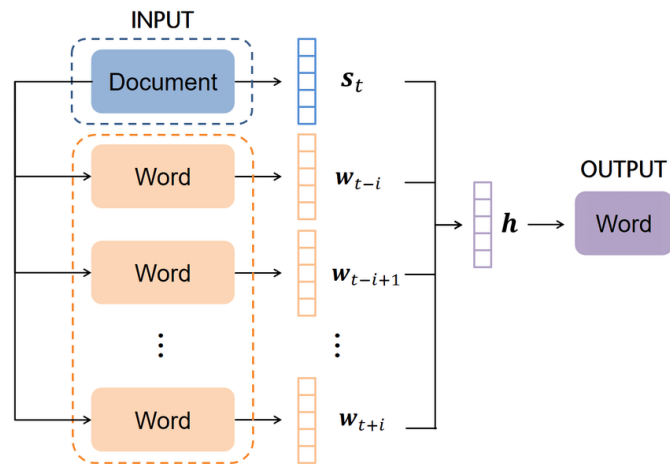 INPUT
Document
s_t
Word
w_{t-i}
OUTPUT
Word
w_{t-i+1}
h
Word
⋮
⋮
Word
w_{t+i}